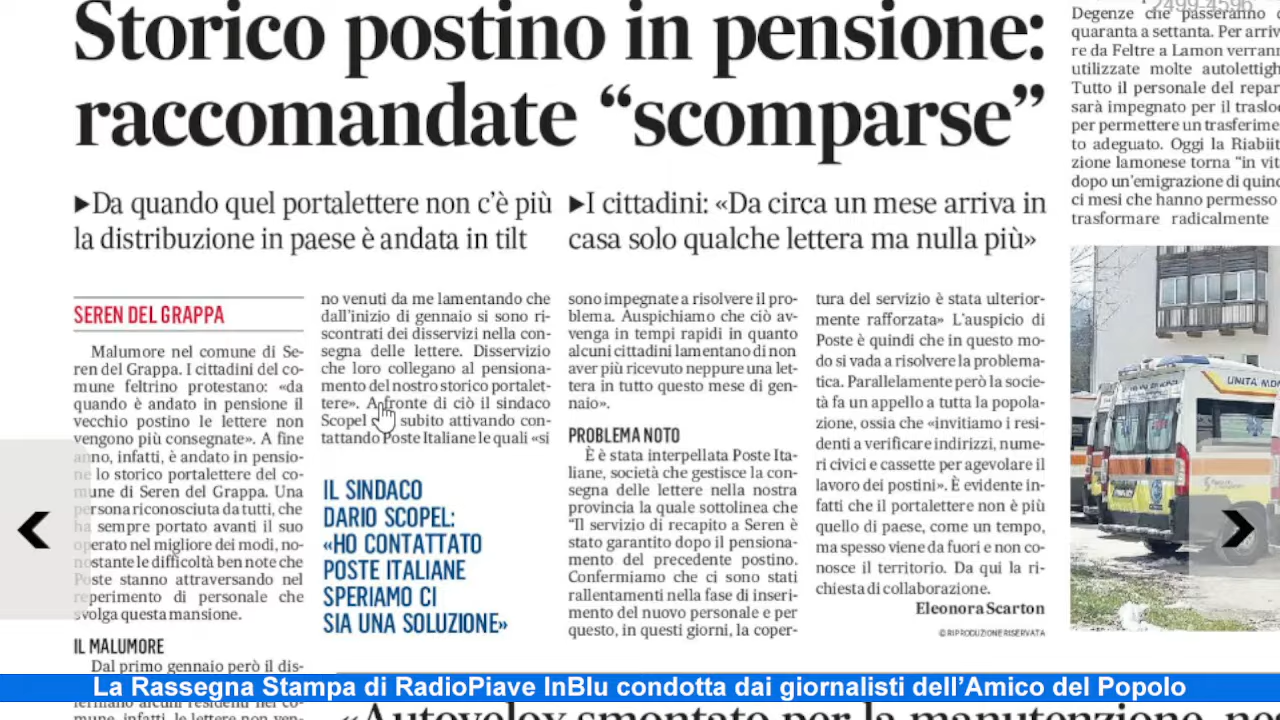 Storico postino in pensione:
raccomandate “scomparse”
▶Da quando quel portalettere non c’è più
la distribuzione in paese è andata in tilt
▶I cittadini: «Da circa un mese arriva in
casa solo qualche lettera ma nulla più»
SEREN DEL GRAPPA
Malumore nel comune di Se-
ren del Grappa. I cittadini del co-
mune feltrino protestano: «da
quando è andato in pensione il
vecchio postino le lettere non
vengono più consegnate». A fine
anno, infatti, è andato in pensio-
ne lo storico portalettere del co-
mune di Seren del Grappa. Una
persona riconosciuta da tutti, che
ha sempre portato avanti il suo
operato nel migliore dei modi, no-
nostante le difficoltà ben note che
Poste stanno attraversando nel
reperimento di personale che
svolga questa mansione.
IL MALUMORE
Dal primo gennaio però il dis-
mune, infatti, le lettere non ven-
no venuti da me lamentando che
dall’inizio di gennaio si sono ri-
scontrati dei disservizi nella con-
segna delle lettere. Disservizio
che loro collegano al pensiona-
mento del nostro storico portalet-
tere». A fronte di ciò il sindaco
Scopel subito attivando con-
tattando Poste Italiane le quali «si
IL SINDACO
DARIO SCOPEL:
«HO CONTATTATO
POSTE ITALIANE
SPERIAMO CI
SIA UNA SOLUZIONE»
sono impegnate a risolvere il pro-
blema. Auspichiamo che ciò av-
venga in tempi rapidi in quanto
alcuni cittadini lamentano di non
aver più ricevuto neppure una let-
tera in tutto questo mese di gen-
naio».
PROBLEMA NOTO
È è stata interpellata Poste Ita-
liane, società che gestisce la con-
segna delle lettere nella nostra
provincia la quale sottolinea che
“Il servizio di recapito a Seren è
stato garantito dopo il pensiona-
mento del precedente postino.
Confermiamo che ci sono stati
rallentamenti nella fase di inseri-
mento del nuovo personale e per
questo, in questi giorni, la coper-
tura del servizio è stata ulterior-
mente rafforzata» L’auspicio di
Poste è quindi che in questo mo-
do si vada a risolvere la problema-
tica. Parallelamente però la socie-
tà fa un appello a tutta la popola-
zione, ossia che «invitiamo i resi-
denti a verificare indirizzi, nume-
ri civici e cassette per agevolare il
lavoro dei postini». È evidente in-
fatti che il portalettere non è più
quello di paese, come un tempo,
ma spesso viene da fuori e non co-
nosce il territorio. Da qui la ri-
chiesta di collaborazione.
Eleonora Scarton
© RIPRODUZIONE RISERVATA
2499-4596
Degenze che passeranno
quaranta a settanta. Per arriv
re da Feltre a Lamon verrann
utilizzate molte autolettigh
Tutto il personale del repar
sarà impegnato per il traslo
per permettere un trasferime
to adeguato. Oggi la Riabiit
zione lamonese torna “in vit
dopo un’emigrazione di quind
ci mesi che hanno permesso
trasformare radicalmente
UNITA MO
La Rassegna Stampa di RadioPiave InBlu condotta dai giornalisti dell’Amico del Popolo
«Autovelox smontato per la manutenzione, ne